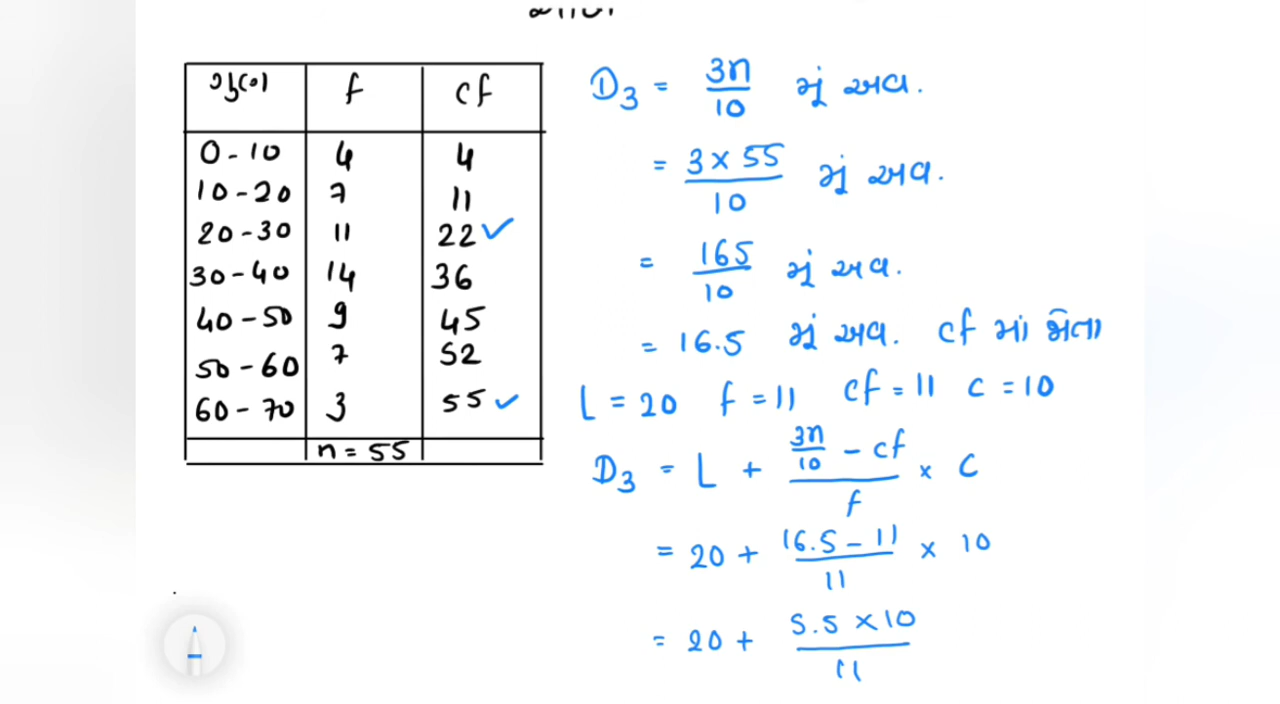 ગુણ f cf
0-10 4 4
10-20 7 11
20-30 11 22 ✓
30-40 14 36
40-50 9 45
50-60 7 52
60-70 3 55 ✓
n = 55
D₃ = 3n/10 મું અવ.
= 3 × 55/10 મું અવ.
= 165/10 મું અવ.
= 16.5 મું અવ. cf માં જોતા
L = 20 f = 11 cf = 11 c = 10
D₃ = L + (3n/10 - cf)/f × C
= 20 + (16.5 - 11)/11 × 10
= 20 + (5.5 × 10)/11